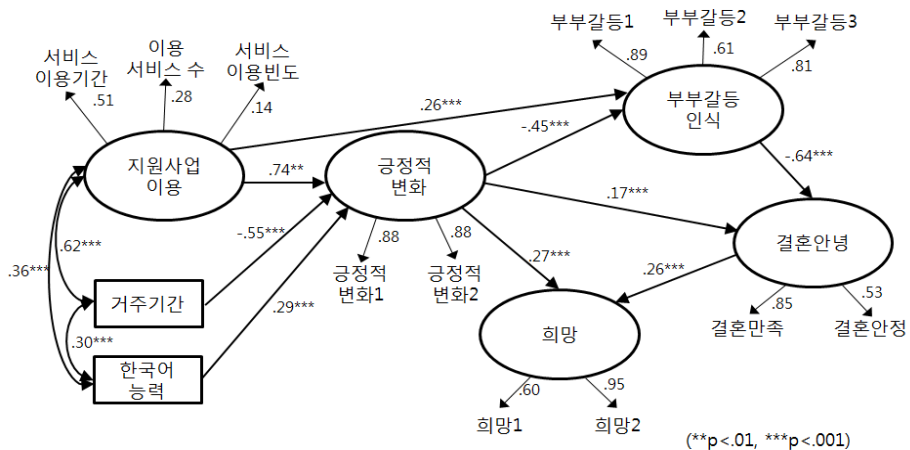 부부갈등1
부부갈등2
부부갈등3
.89
.61
.81
서비스
이용기간
이용
서비스 수
서비스
이용빈도
.51
.28
.14
지원사업
이용
.26***
부부갈등
인식
-.45***
.74**
긍정적
변화
-.64***
.17***
결혼안녕
.85
.53
결혼만족
결혼안정
.88
.88
긍정적
변화1
긍정적
변화2
.36***
.62***
-.55***
.27***
.26***
거주기간
.29***
.30***
한국어
능력
희망
.60
.95
희망1
희망2
(**p<.01, ***p<.001)